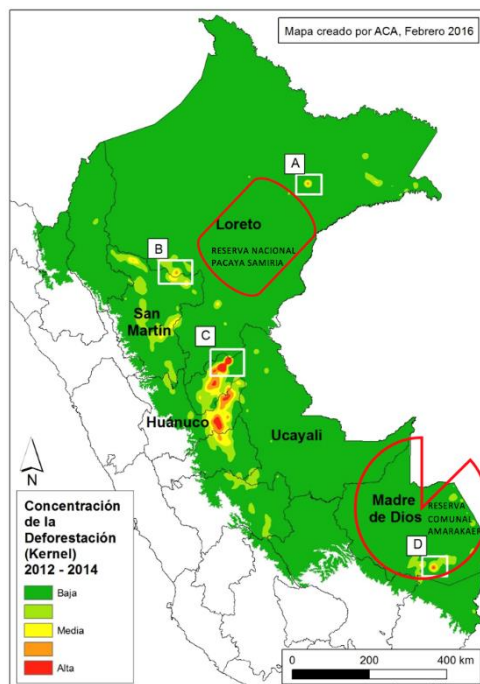 Mapa creado por ACA, Febrero 2016
A
Loreto
RESERVA NACIONAL
PACAYA SAMIRIA
B
San
Martín
C
Huánuco
Ucayali
N
Madre
de Dios
RESERVA
COMUNAL
AMARAKAERI
D
Concentración
de la
Deforestación
(Kernel)
2012 - 2014
Baja
Media
Alta
0 200 400 km